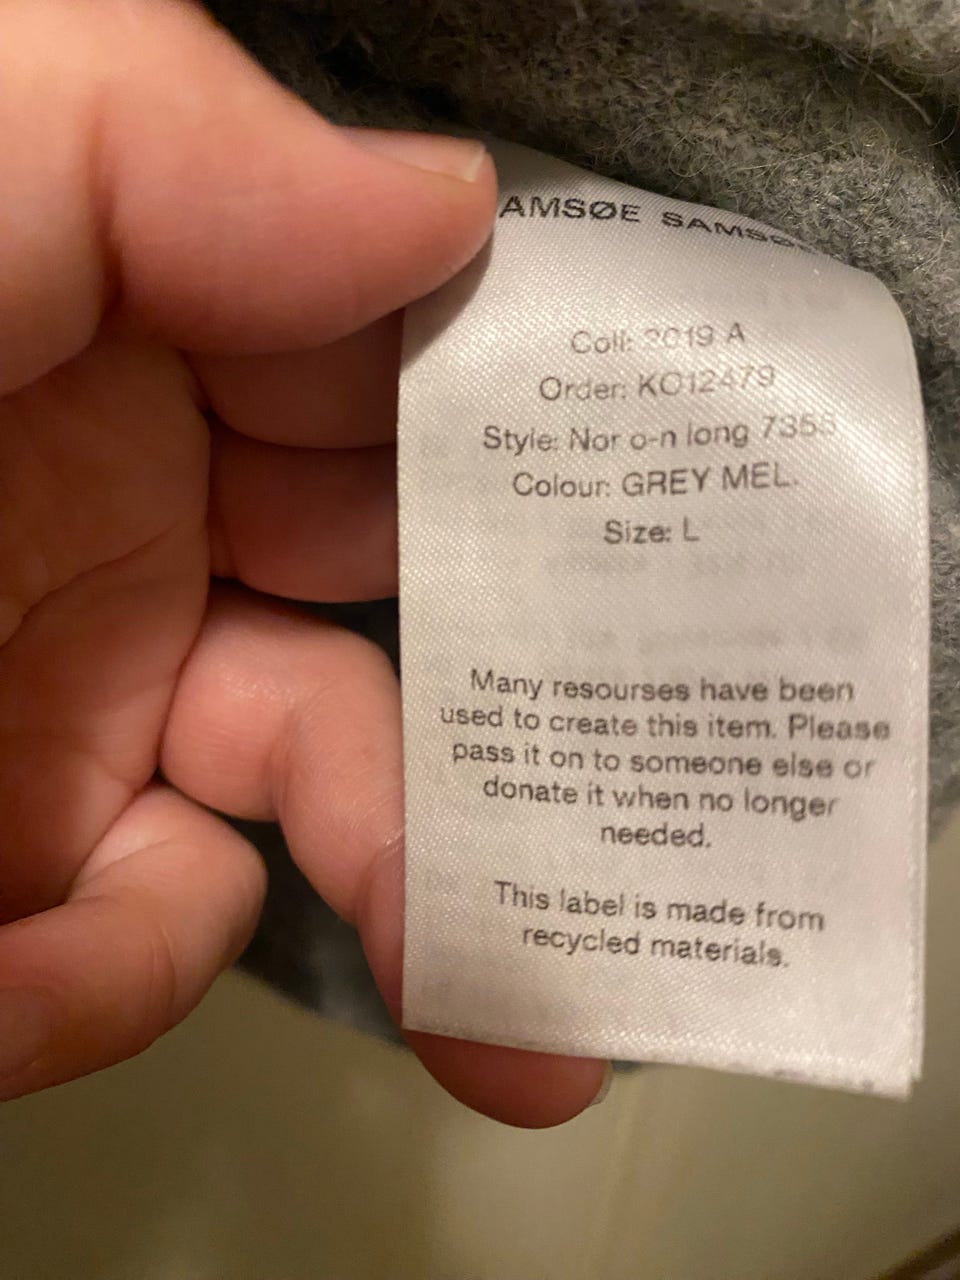 AMSØE SAMSØ
Coll: 2019 A
Order: KO12479
Style: Nor o-n long 7355
Colour: GREY MEL.
Size: L
Many resourses have been
used to create this item. Please
pass it on to someone else or
donate it when no longer
needed.
This label is made from
recycled materials.